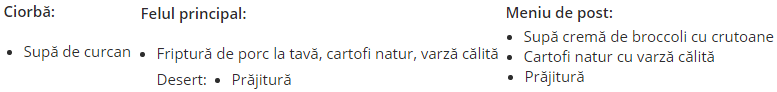 Ciorbă:
• Supă de curcan
Felul principal:
• Friptură de porc la tavă, cartofi natur, varză călită
Desert: • Prăjitură
Meniu de post:
• Supă cremă de broccoli cu crutoane
• Cartofi natur cu varză călită
• Prăjitură